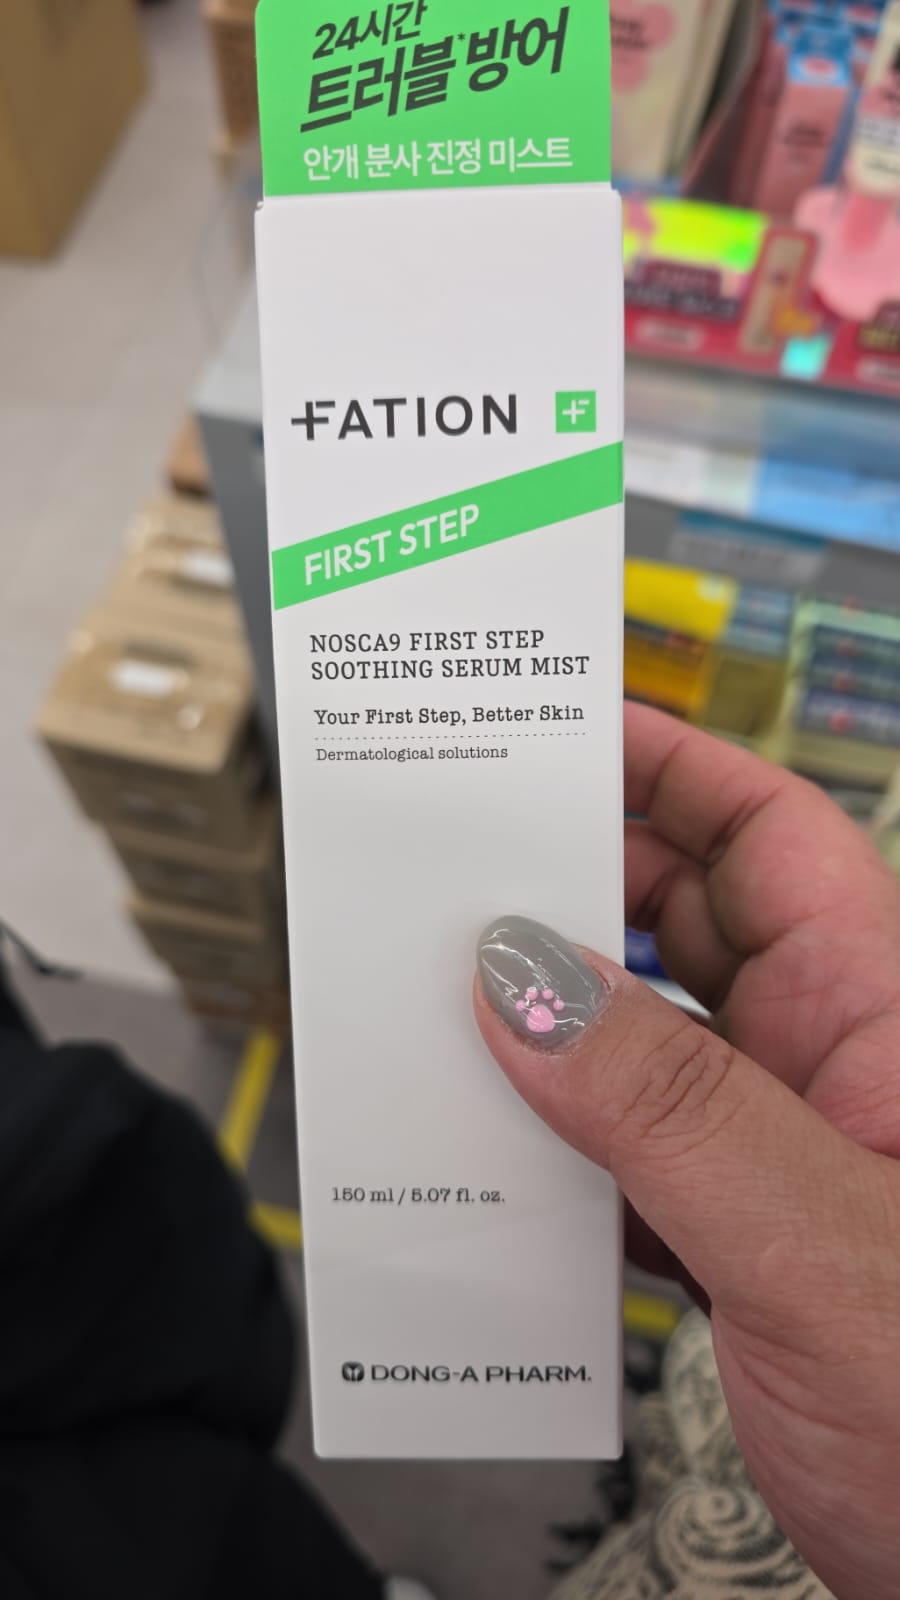 24시간
트러블*방어
안개 분사 진정 미스트
FATION
FIRST STEP
NOSCA9 FIRST STEP
SOOTHING SERUM MIST
Your First Step, Better Skin
Dermatological solutions
150 ml / 5.07 fl. oz.
DONG-A PHARM.